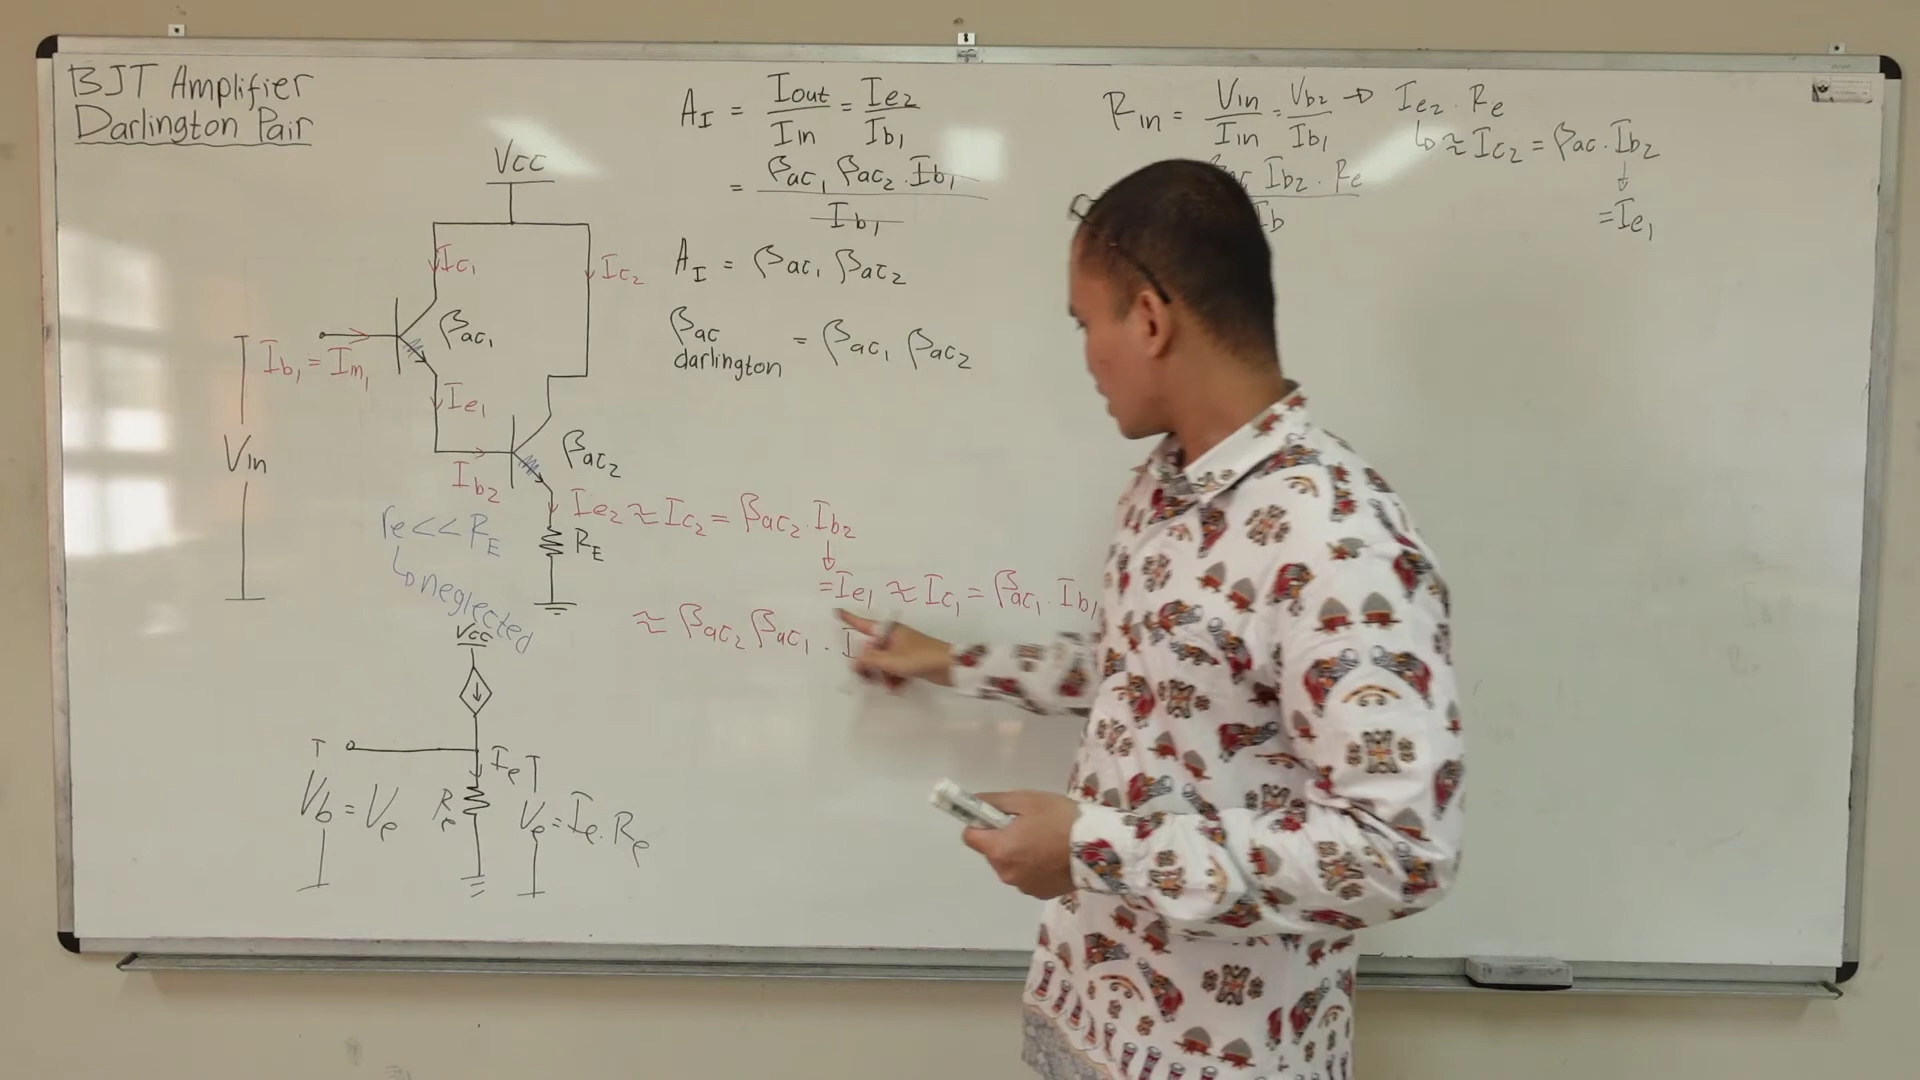 BJT Amplifier
Darlington Pair
Vcc
Ic₁
Ic₂
βac₁
Ib₁ = Iin₁
Ie₁
Vin
βac₂
Ib₂
Ie₂ ≈ Ic₂ = βac₂ . Ib₂
↓
= Ie₁ ≈ Ic₁ = βac₁ . Ib₁
≈ βac₂ βac₁ . I
re << RE
↳ neglected
RE
Vcc
Ie
Vb = Ve
Re
Ve = Ie . Re
AI = Iout / Iin = Ie₂ / Ib₁
= βac₁ βac₂ . Ib₁ / Ib₁
AI = βac₁ βac₂
βac darlington = βac₁ βac₂
Rin = Vin / Iin = Vb₂ / Ib₁ → Ie₂ . Re
↳ ≈ Ic₂ = βac . Ib₂
↓
= Ie₁
Ib₂ . Re
Ib